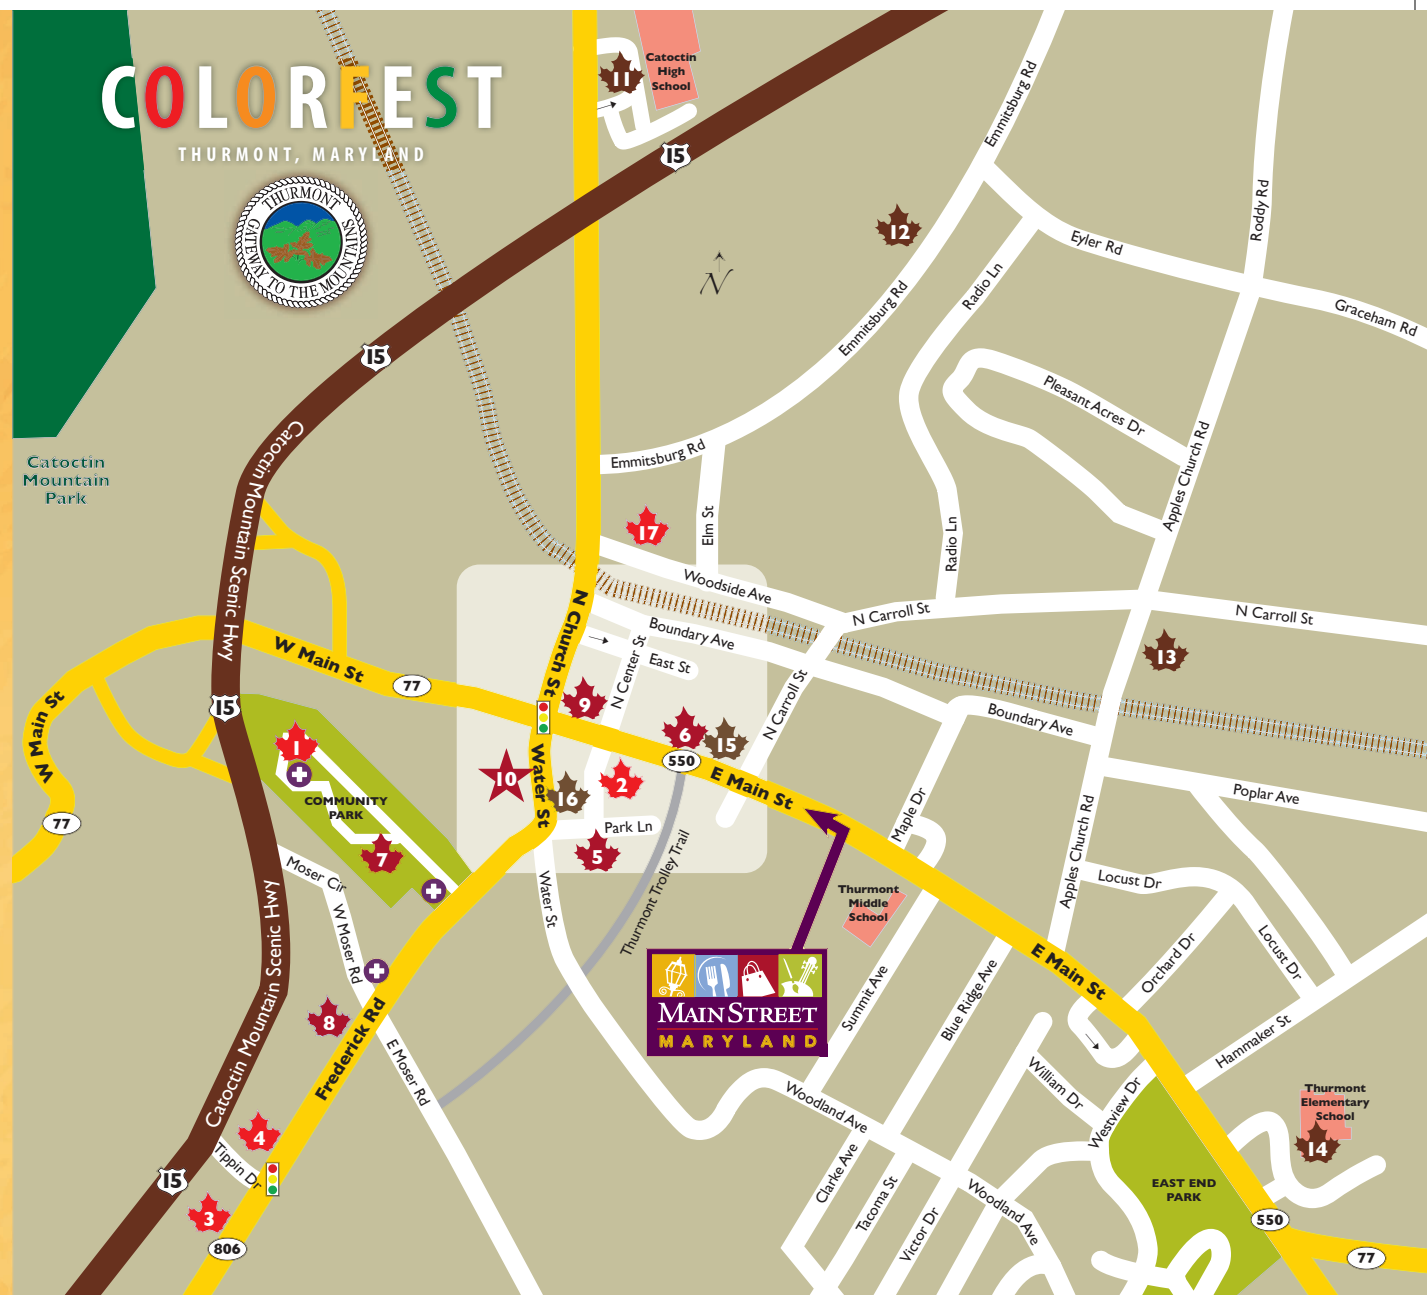 COLORFEST
THURMONT, MARYLAND
THURMONT
GATEWAY TO THE MOUNTAINS
Catoctin
Mountain
Park
11
Catoctin
High
School
15
15
N
12
Emmitsburg Rd
Emmitsburg Rd
Emmitsburg Rd
Eyler Rd
Radio Ln
Radio Ln
Roddy Rd
Graceham Rd
Pleasant Acres Dr
Apples Church Rd
Catoctin Mountain Scenic Hwy
17
Elm St
Woodside Ave
N Carroll St
N Carroll St
N Carroll St
13
N Church St
Boundary Ave
East St
N Center St
Boundary Ave
W Main St
77
15
W Main St
77
1
COMMUNITY
PARK
7
9
6
15
550
E Main St
10
Water St
16
2
Park Ln
5
Thurmont Trolley Trail
Water St
Maple Dr
Poplar Ave
Apples Church Rd
Locust Dr
Locust Dr
Orchard Dr
Hammaker St
Thurmont
Middle
School
MAIN STREET
MARYLAND
Summit Ave
Blue Ridge Ave
E Main St
Moser Cir
W Moser Rd
Catoctin Mountain Scenic Hwy
8
Frederick Rd
E Moser Rd
4
Tippin Dr
15
3
806
Woodland Ave
William Dr
Westview Dr
Clarke Ave
Tacoma St
Victor Dr
Woodland Ave
Thurmont
Elementary
School
14
EAST END
PARK
550
77